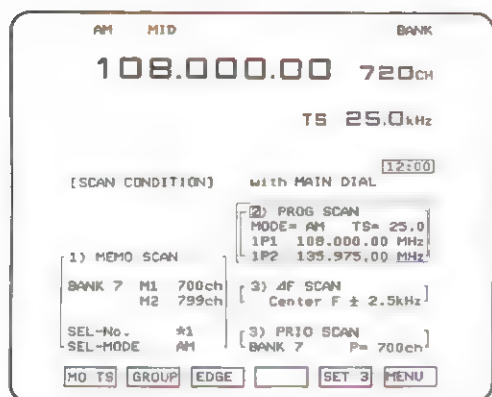 AM MID BANK
108.000.00 720CH
TS 25.0kHz
12:00
[SCAN CONDITION] with MAIN DIAL
2) PROG SCAN
MODE= AM TS= 25.0
1P1 108.000.00 MHz
1P2 135.975.00 MHz
1) MEMO SCAN
BANK 7 M1 700ch
M2 799ch
SEL-No. *1
SEL-MODE AM
3) ⊿F SCAN
Center F ± 2.5kHz
3) PRIO SCAN
BANK 7 P= 700ch
MO TS GROUP EDGE SET 3 MENU